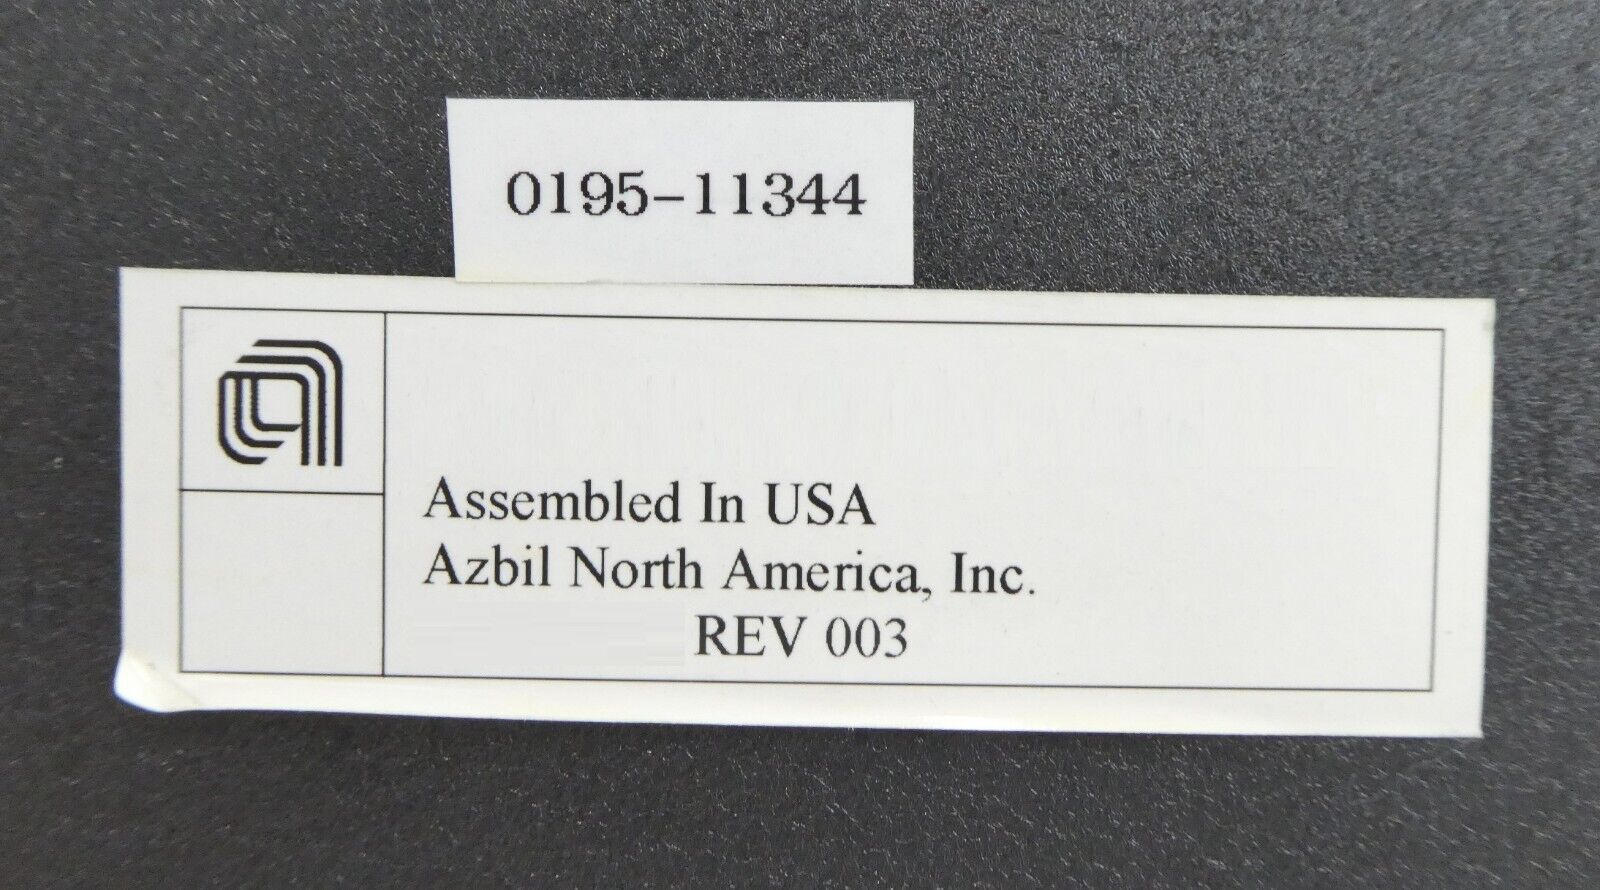 0195-11344
Assembled In USA
Azbil North America, Inc.
REV 003